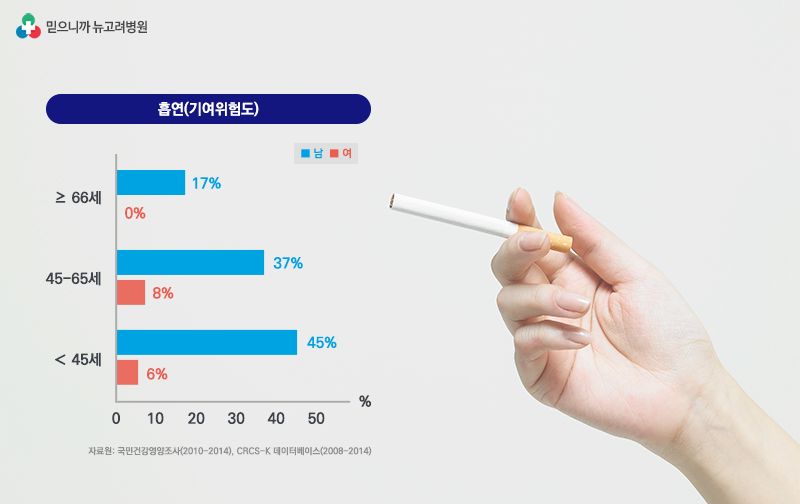 믿으니까 뉴고려병원
흡연(기여위험도)
남 여
≥ 66세
17%
0%
45-65세
37%
8%
< 45세
45%
6%
%
0 10 20 30 40 50
자료원: 국민건강영양조사(2010-2014), CRCS-K 데이터베이스(2008-2014)